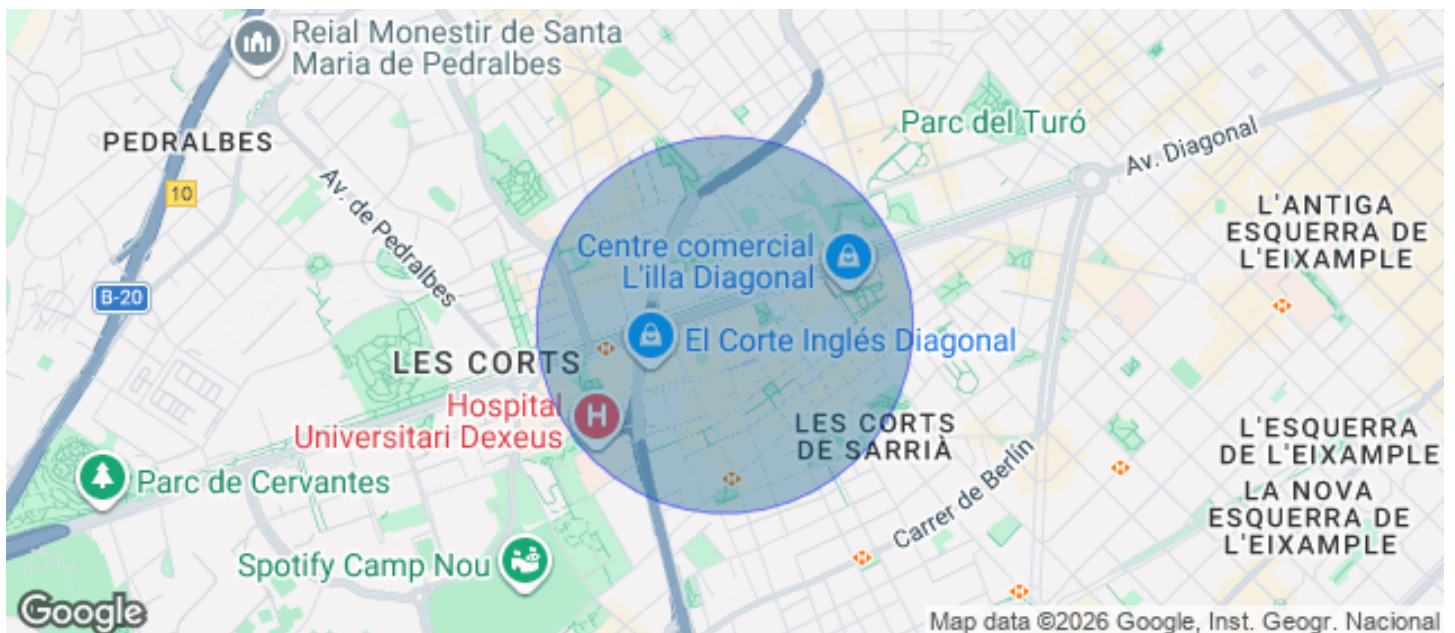 Reial Monestir de Santa
Maria de Pedralbes
PEDRALBES
10
Av. de Pedralbes
B-20
Parc del Turó
Av. Diagonal
L'ANTIGA
ESQUERRA DE
L'EIXAMPLE
Centre comercial
L'illa Diagonal
El Corte Inglés Diagonal
LES CORTS
Hospital
Universitari Dexeus
H
LES CORTS
DE SARRIÀ
L'ESQUERRA
DE L'EIXAMPLE
LA NOVA
ESQUERRA DE
L'EIXAMPLE
Parc de Cervantes
Carrer de Berlín
Spotify Camp Nou
Google
Map data ©2026 Google, Inst. Geogr. Nacional